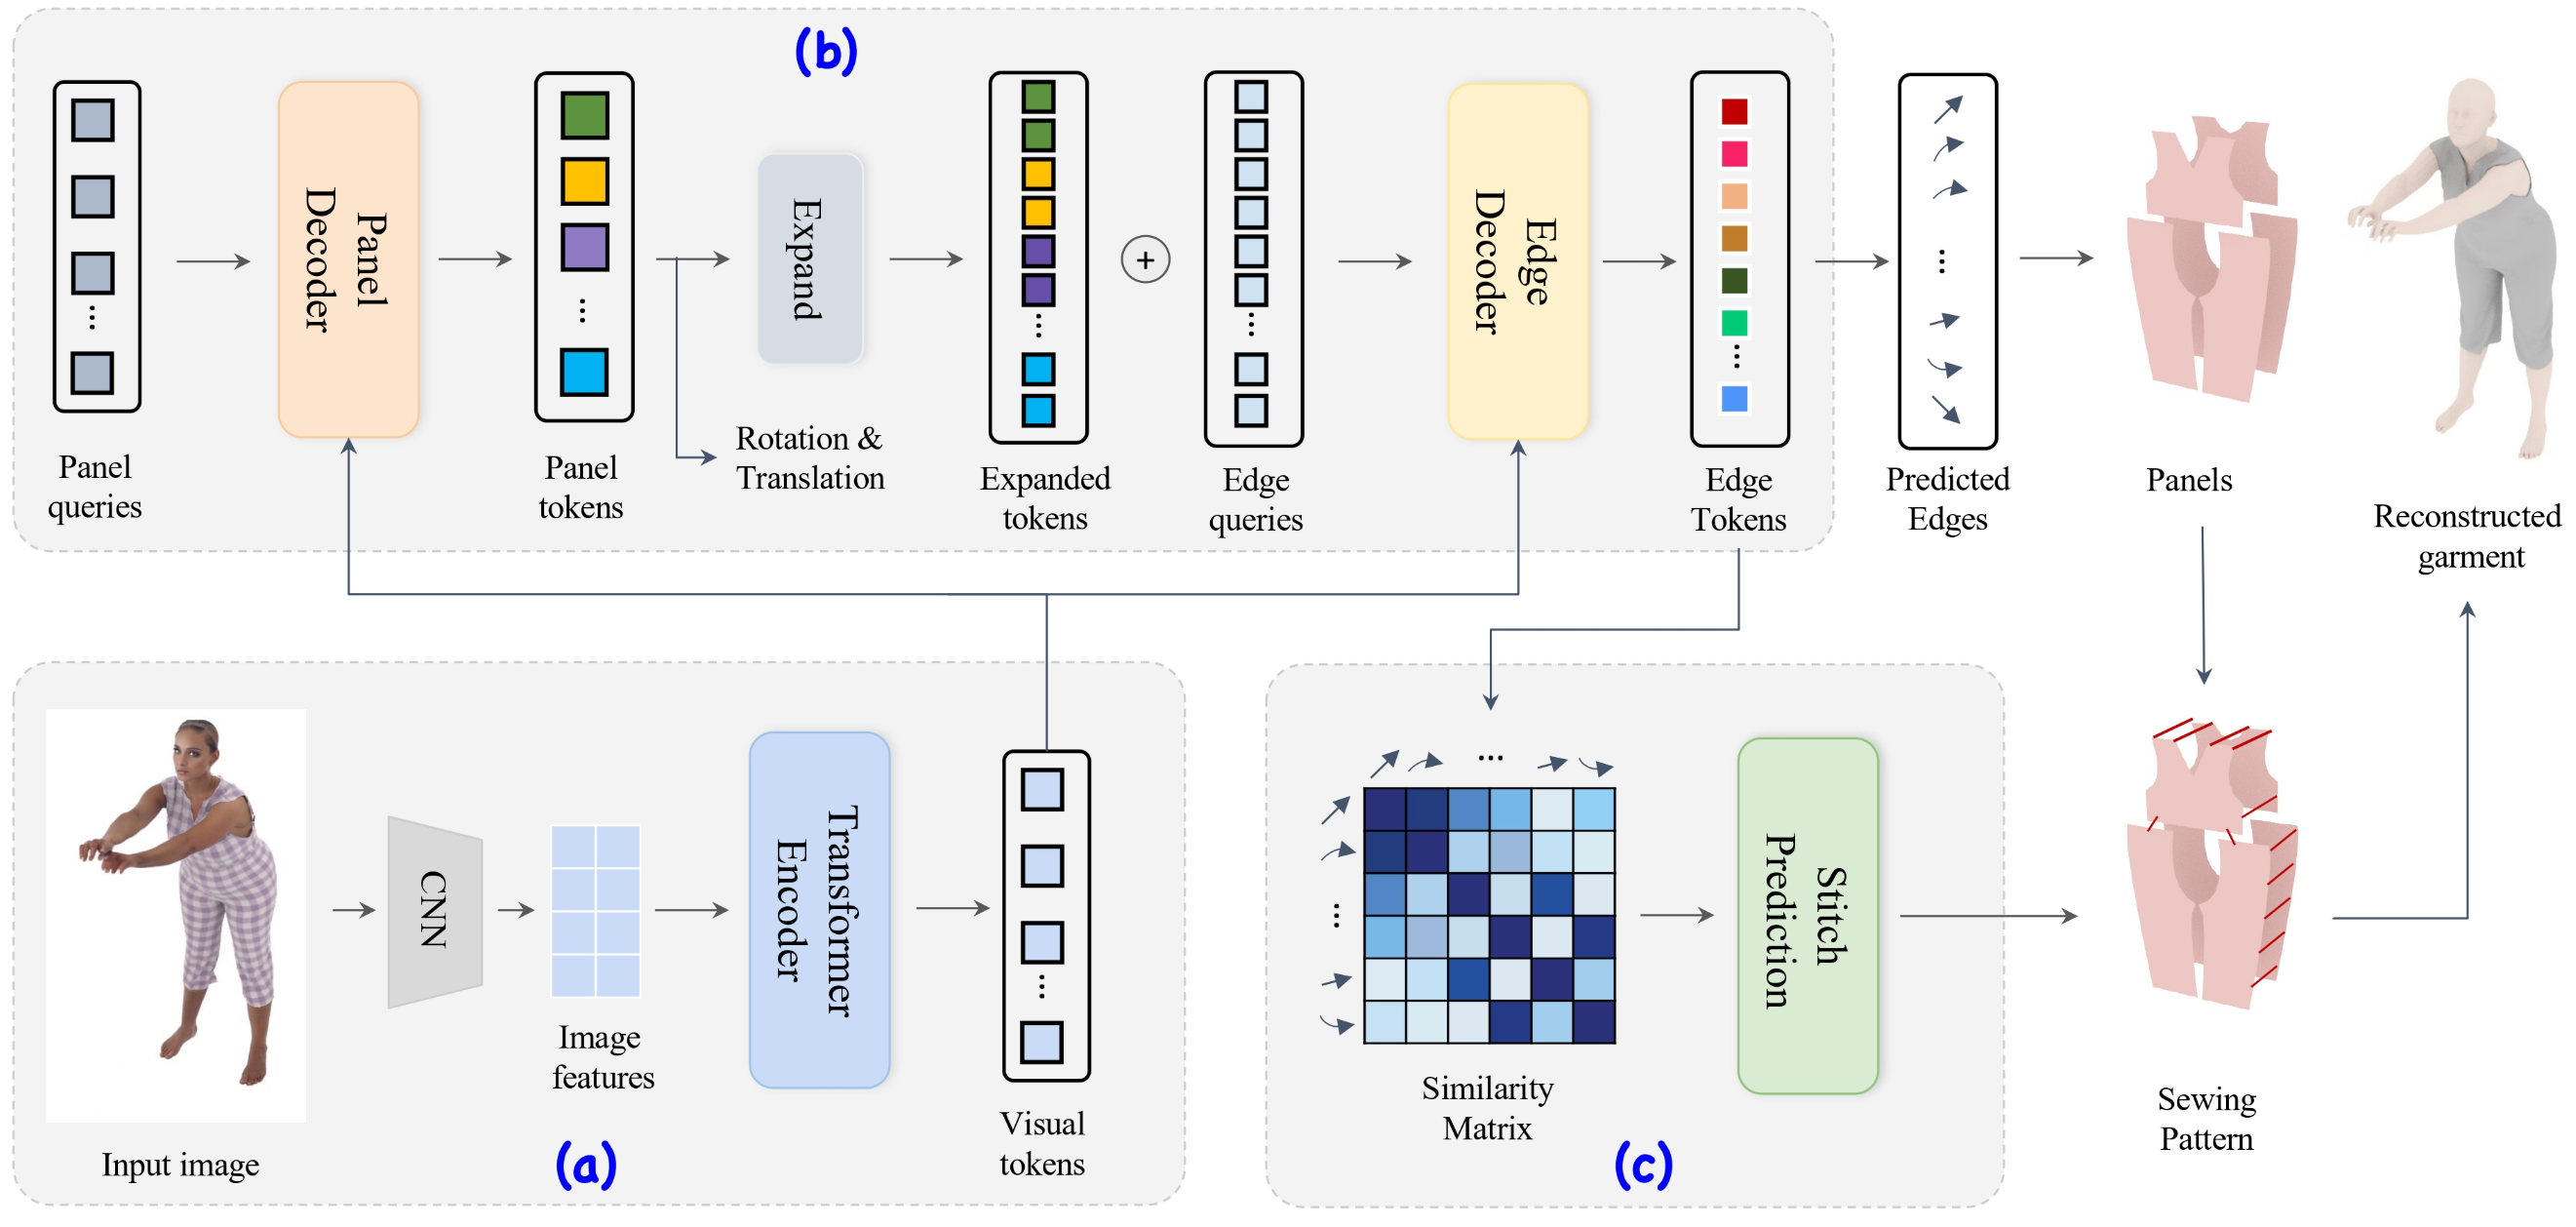 (b)
Panel
Decoder
Expand
Edge
Decoder
Rotation &
Translation
Panel
queries
Panel
tokens
Expanded
tokens
+
Edge
queries
Edge
Tokens
Predicted
Edges
Panels
Reconstructed
garment
CNN
Transformer
Encoder
Stitch
Prediction
Image
features
Input image
(a)
Visual
tokens
Similarity
Matrix
(c)
Sewing
Pattern